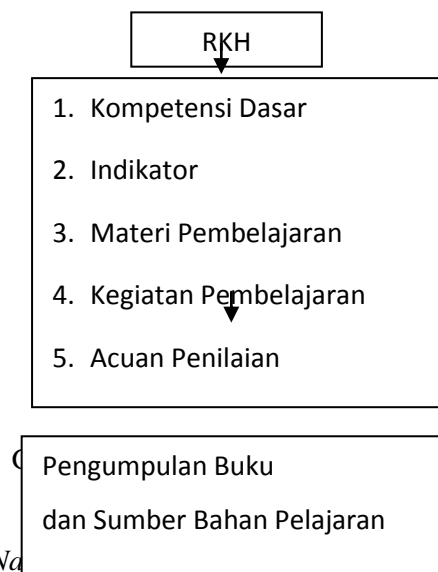 RKH
1. Kompetensi Dasar
2. Indikator
3. Materi Pembelajaran
4. Kegiatan Pembelajaran
5. Acuan Penilaian
Pengumpulan Buku
dan Sumber Bahan Pelajaran